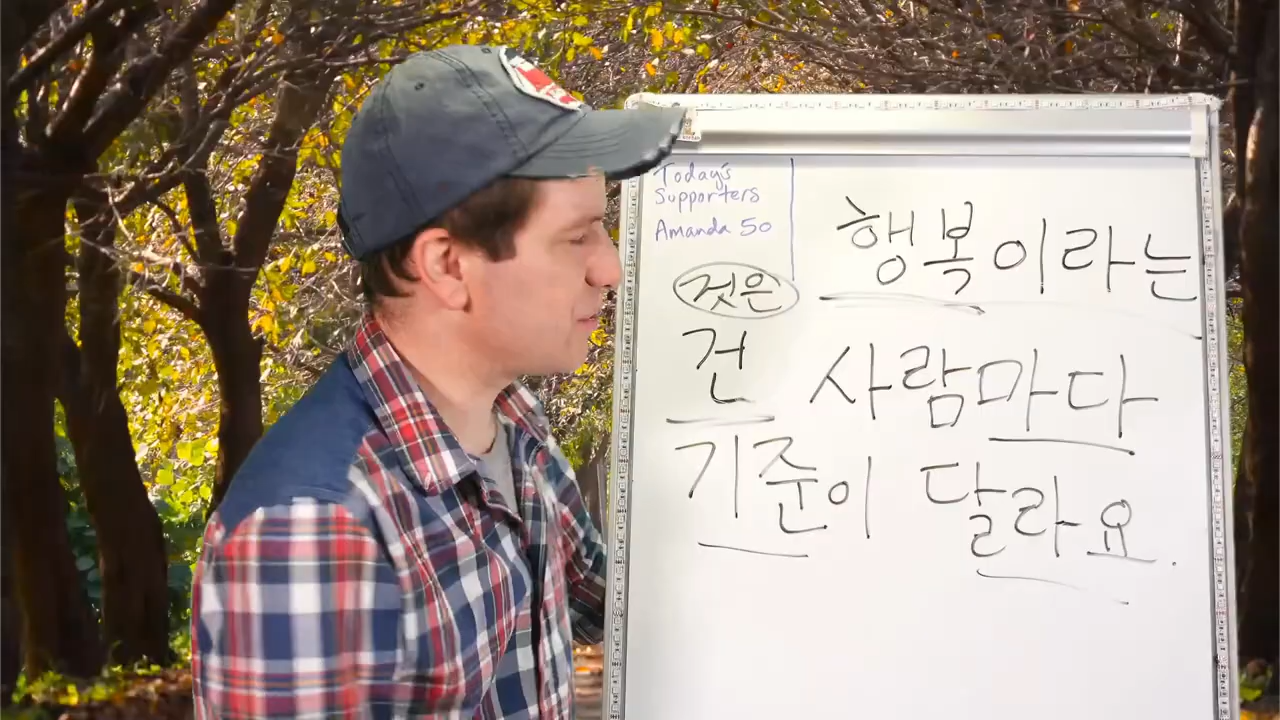 Today's
Supporters
Amanda 50
행복이라는
것은
건 사람마다
기준이 달라요.